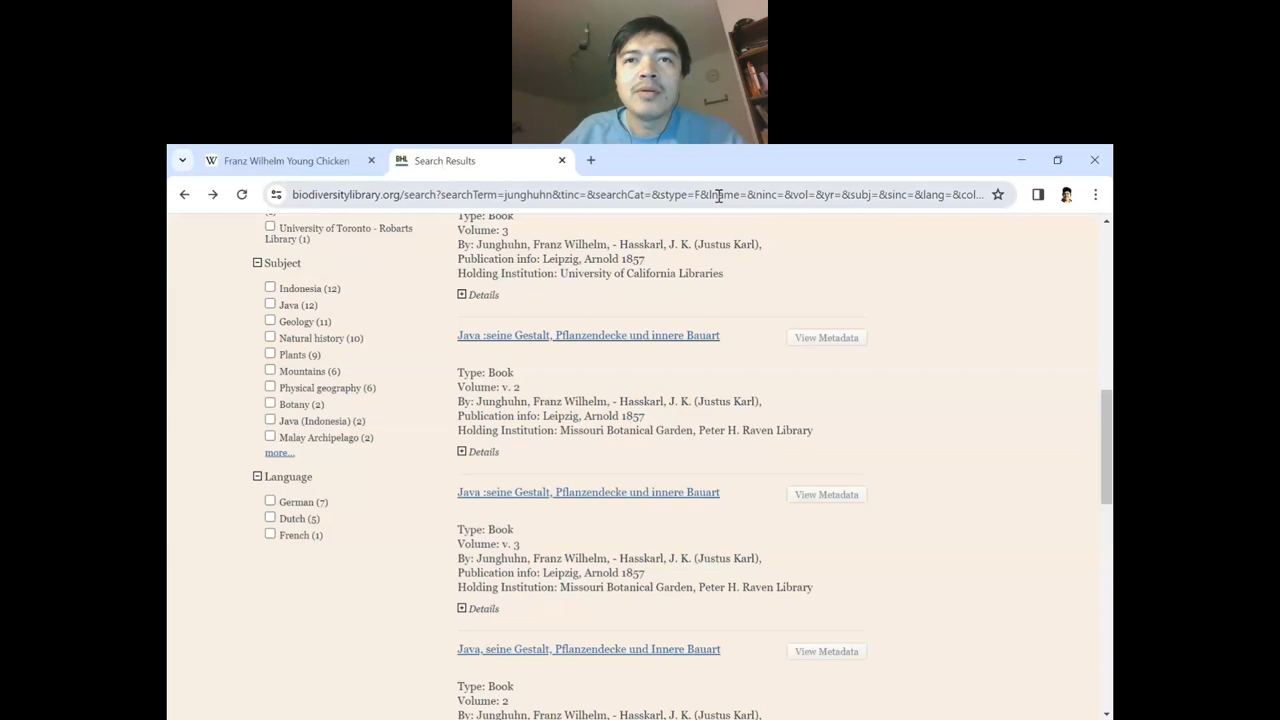 Franz Wilhelm Young Chicken
BHL Search Results
biodiversitylibrary.org/search?searchTerm=junghuhn&tinc=&searchCat=&stype=F&lname=&ninc=&vol=&yr=&subj=&sinc=&lang=&col...
University of Toronto - Robarts
Library (1)
Subject
Indonesia (12)
Java (12)
Geology (11)
Natural history (10)
Plants (9)
Mountains (6)
Physical geography (6)
Botany (2)
Java (Indonesia) (2)
Malay Archipelago (2)
more...
Language
German (7)
Dutch (5)
French (1)
Type: Book
Volume: 3
By: Junghuhn, Franz Wilhelm, - Hasskarl, J. K. (Justus Karl),
Publication info: Leipzig, Arnold 1857
Holding Institution: University of California Libraries
Details
Java :seine Gestalt, Pflanzendecke und innere Bauart
View Metadata
Type: Book
Volume: v. 2
By: Junghuhn, Franz Wilhelm, - Hasskarl, J. K. (Justus Karl),
Publication info: Leipzig, Arnold 1857
Holding Institution: Missouri Botanical Garden, Peter H. Raven Library
Details
Java :seine Gestalt, Pflanzendecke und innere Bauart
View Metadata
Type: Book
Volume: v. 3
By: Junghuhn, Franz Wilhelm, - Hasskarl, J. K. (Justus Karl),
Publication info: Leipzig, Arnold 1857
Holding Institution: Missouri Botanical Garden, Peter H. Raven Library
Details
Java, seine Gestalt, Pflanzendecke und Innere Bauart
View Metadata
Type: Book
Volume: 2
By: Junghuhn, Franz Wilhelm, - Hasskarl, J. K. (Justus Karl),